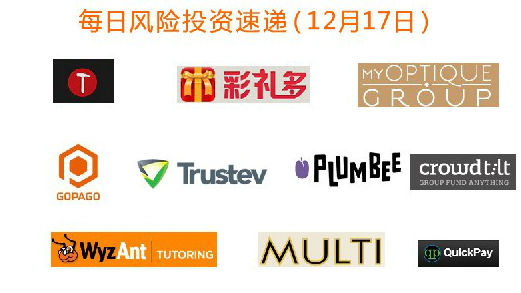 每日风险投资速递(12月17日)
T
彩礼多
MYOPTIQUE
GROUP
GOPAGO
Trustev
PLUMBEE
crowdtilt
GROUP FUND ANYTHING
WyzAnt TUTORING
MULTI
QuickPay